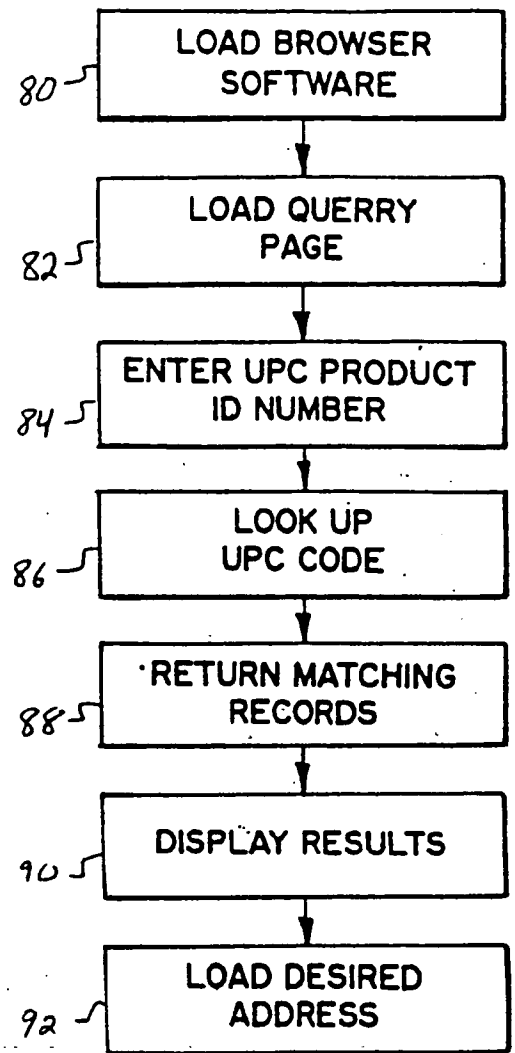 LOAD BROWSER
SOFTWARE
80
LOAD QUERRY
PAGE
82
ENTER UPC PRODUCT
ID NUMBER
84
LOOK UP
UPC CODE
86
RETURN MATCHING
RECORDS
88
DISPLAY RESULTS
90
LOAD DESIRED
ADDRESS
92